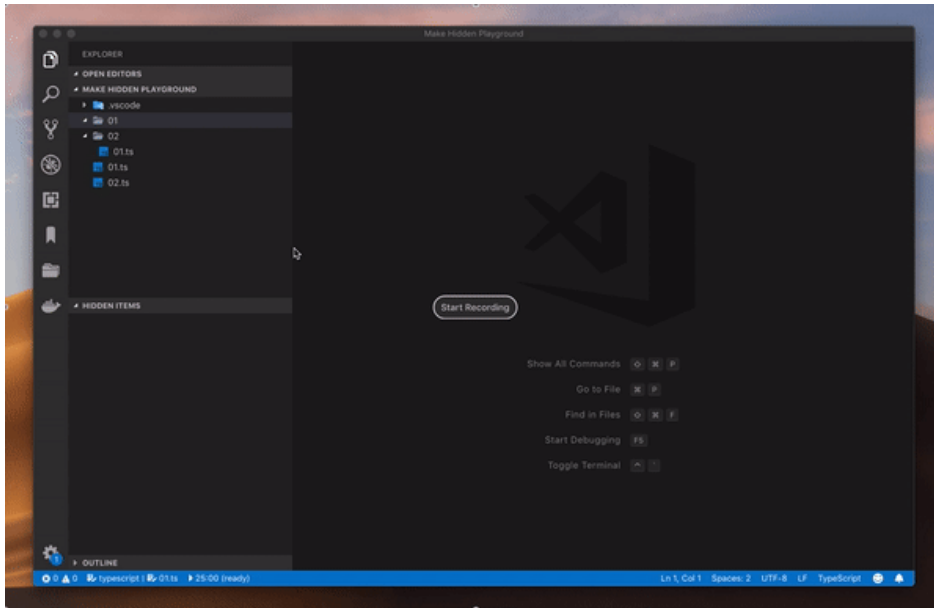 Make Hidden Playground
EXPLORER
OPEN EDITORS
MAKE HIDDEN PLAYGROUND
.vscode
01
02
01.ts
01.ts
02.ts
HIDDEN ITEMS
Start Recording
Show All Commands ⇧ ⌘ P
Go to File ⌘ P
Find in Files ⇧ ⌘ F
Start Debugging F5
Toggle Terminal ^ `
OUTLINE
1
0 0 typescript | 01.ts 25:00 (ready) Ln 1, Col 1 Spaces: 2 UTF-8 LF TypeScript